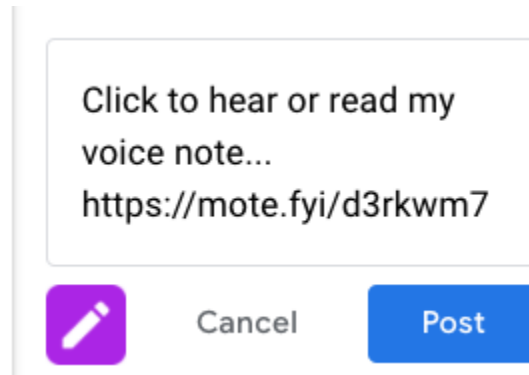 Click to hear or read my
voice note...
https://mote.fyi/d3rkwm7
Cancel Post